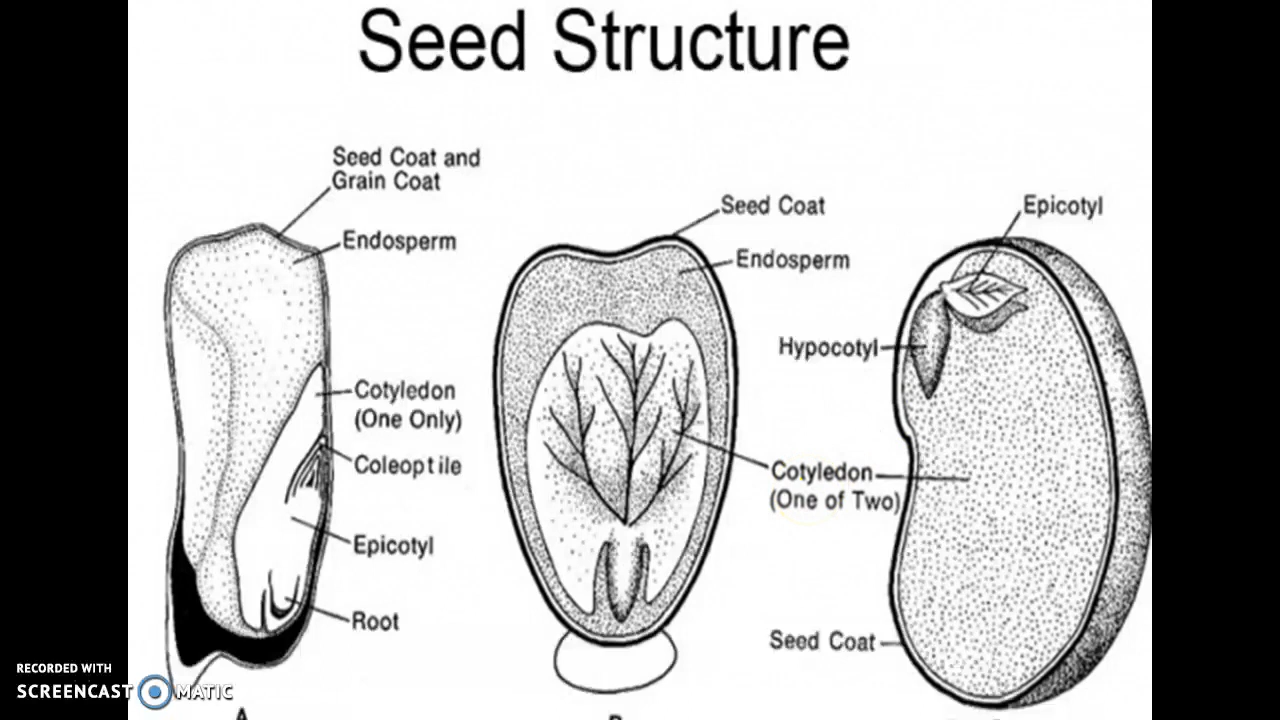 Seed Structure
Seed Coat and
Grain Coat
Endosperm
Cotyledon
(One Only)
Coleoptile
Epicotyl
Root
A
Seed Coat
Endosperm
Cotyledon
(One of Two)
Epicotyl
Hypocotyl
Seed Coat
RECORDED WITH
SCREENCAST MATIC